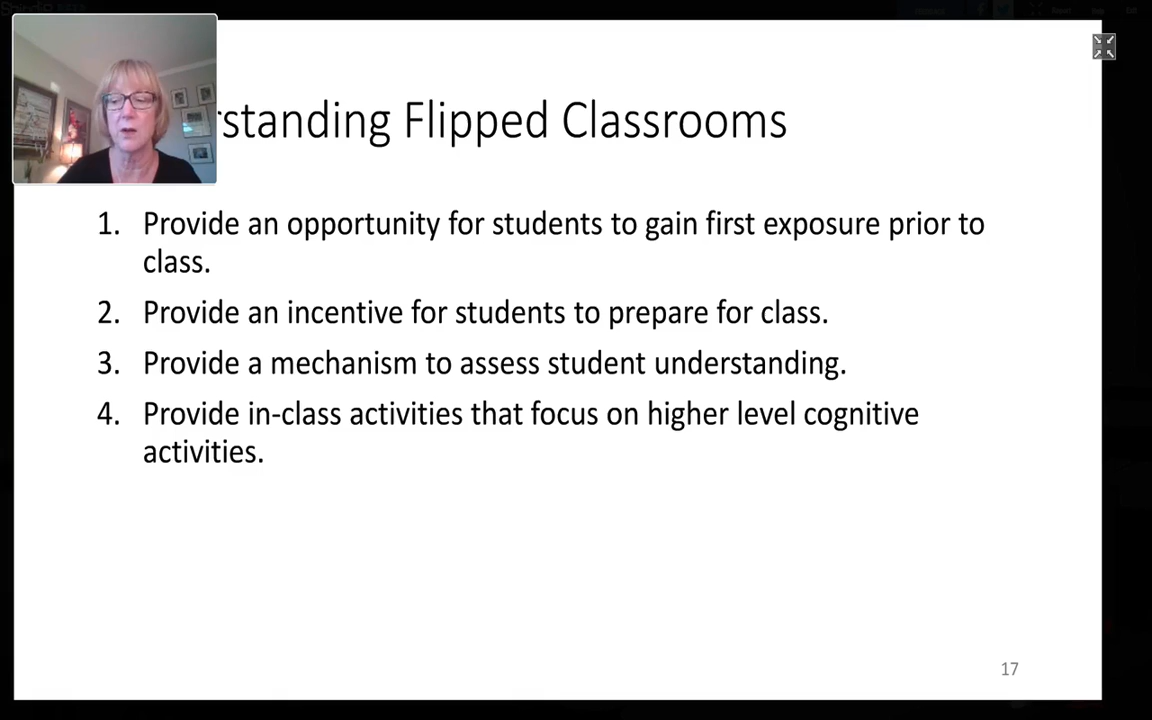 rstanding Flipped Classrooms
1. Provide an opportunity for students to gain first exposure prior to
class.
2. Provide an incentive for students to prepare for class.
3. Provide a mechanism to assess student understanding.
4. Provide in-class activities that focus on higher level cognitive
activities.
17